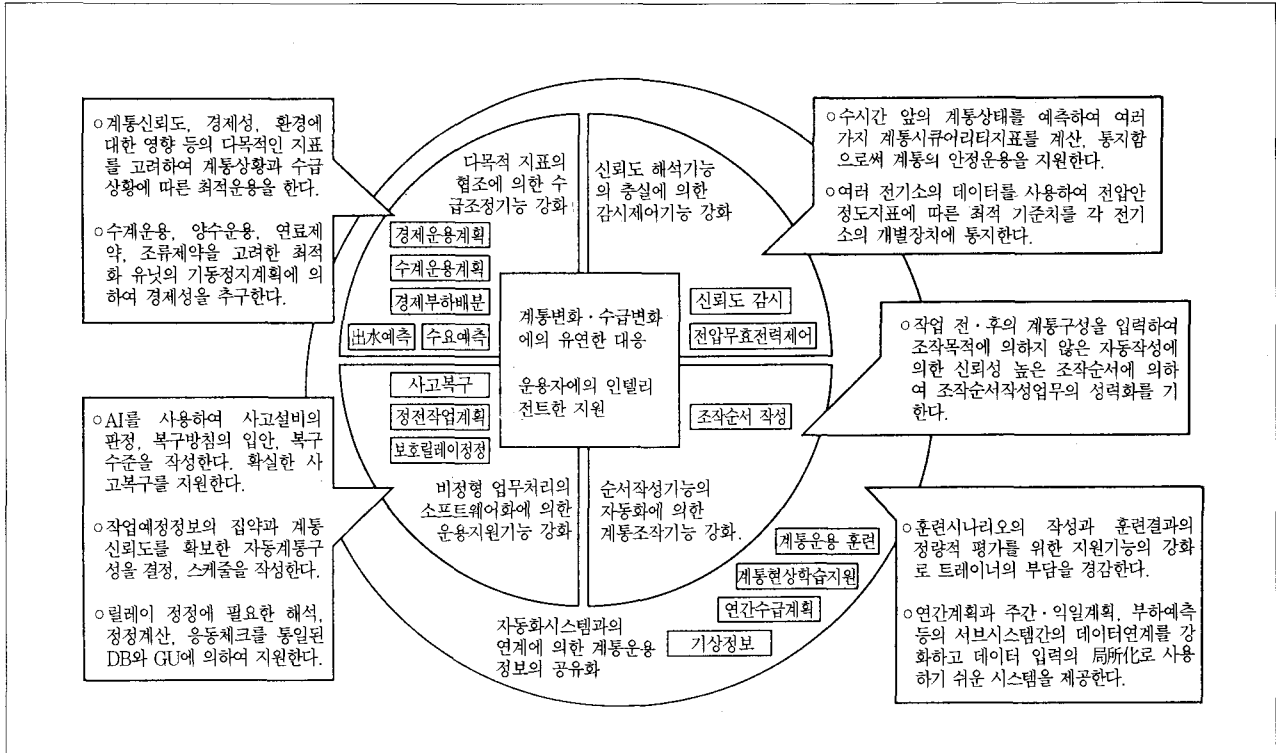 ○계통신뢰도, 경제성, 환경에
대한 영향 등의 다목적인 지표
를 고려하여 계통상황과 수급
상황에 따른 최적운용을 한다.
○수계운용, 양수운용, 연료제
약, 조류제약을 고려한 최적
화 유닛의 기동정지계획에 의
하여 경제성을 추구한다.
다목적 지표의
협조에 의한 수
급조정기능 강화
경제운용계획
수계운용계획
경제부하배분
出水예측
수요예측
신뢰도 해석기능
의 충실에 의한
감시제어기능 강화
신뢰도 감시
전압무효전력제어
○수시간 앞의 계통상태를 예측하여 여러
가지 계통시큐어리티지표를 계산, 통지함
으로써 계통의 안정운용을 지원한다.
○여러 전기소의 데이터를 사용하여 전압안
정도지표에 따른 최적 기준치를 각 전기
소의 개별장치에 통지한다.
계통변화·수급변화
에의 유연한 대응
운용자에의 인텔리
전트한 지원
○작업 전·후의 계통구성을 입력하여
조작목적에 의하지 않은 자동작성에
의한 신뢰성 높은 조작순서에 의하
여 조작순서작성업무의 성력화를 기
한다.
○AI를 사용하여 사고설비의
판정, 복구방침의 입안, 복구
수준을 작성한다. 확실한 사
고복구를 지원한다.
○작업예정정보의 집약과 계통
신뢰도를 확보한 자동계통구
성을 결정, 스케줄을 작성한다.
○릴레이 정정에 필요한 해석,
정정계산, 응동체크를 통일된
DB와 GU에 의하여 지원한다.
사고복구
정전작업계획
보호릴레이정정
비정형 업무처리의
소프트웨어화에 의한
운용지원기능 강화
조작순서 작성
순서작성기능의
자동화에 의한
계통조작기능 강화.
계통운용 훈련
계통현상학습지원
연간수급계획
기상정보
자동화시스템과의
연계에 의한 계통운용
정보의 공유화
○훈련시나리오의 작성과 훈련결과의
정량적 평가를 위한 지원기능의 강화
로 트레이너의 부담을 경감한다.
○연간계획과 주간·익일계획, 부하예측
등의 서브시스템간의 데이터연계를 강
화하고 데이터 입력의 局所化로 사용
하기 쉬운 시스템을 제공한다.